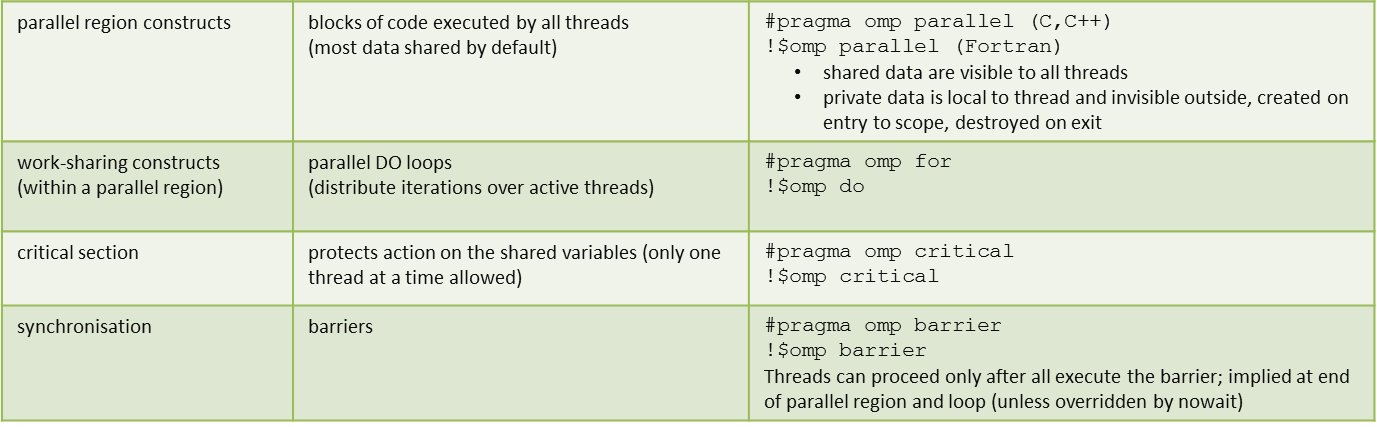 parallel region constructs
blocks of code executed by all threads
(most data shared by default)
#pragma omp parallel (C,C++)
!$omp parallel (Fortran)
• shared data are visible to all threads
• private data is local to thread and invisible outside, created on
entry to scope, destroyed on exit
work-sharing constructs
(within a parallel region)
parallel DO loops
(distribute iterations over active threads)
#pragma omp for
!$omp do
critical section
protects action on the shared variables (only one
thread at a time allowed)
#pragma omp critical
!$omp critical
synchronisation
barriers
#pragma omp barrier
!$omp barrier
Threads can proceed only after all execute the barrier; implied at end
of parallel region and loop (unless overridden by nowait)